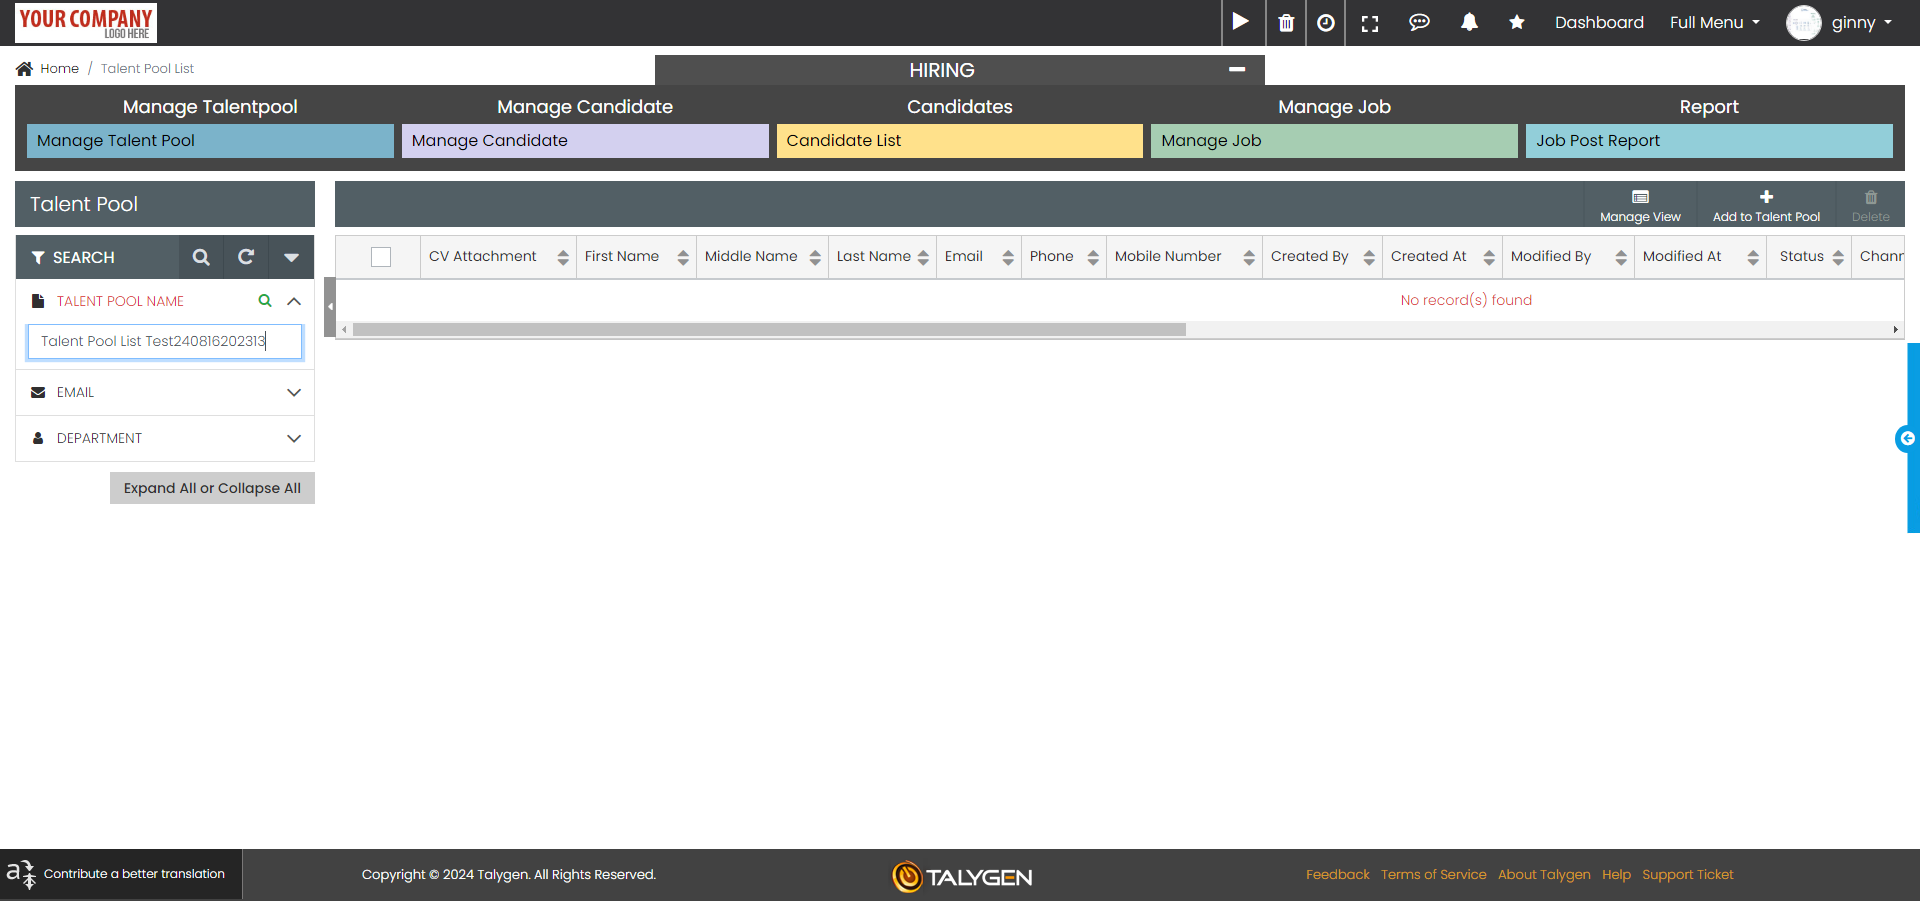 YOUR COMPANY
LOGO HERE
Dashboard
Full Menu
ginny
Home / Talent Pool List
HIRING
Manage Talentpool
Manage Candidate
Candidates
Manage Job
Report
Manage Talent Pool
Manage Candidate
Candidate List
Manage Job
Job Post Report
Talent Pool
Manage View
Add to Talent Pool
Delete
SEARCH
CV Attachment
First Name
Middle Name
Last Name
Email
Phone
Mobile Number
Created By
Created At
Modified By
Modified At
Status
Chann
TALENT POOL NAME
No record(s) found
Talent Pool List Test240816202313
EMAIL
DEPARTMENT
Expand All or Collapse All
Contribute a better translation
Copyright © 2024 Talygen. All Rights Reserved.
TALYGEN
Feedback
Terms of Service
About Talygen
Help
Support Ticket